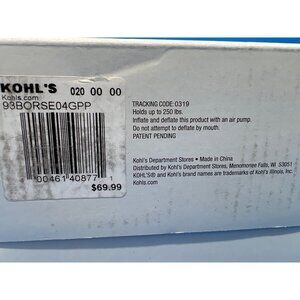 KOHL'S 020 00 00
Kohls.com
93BORSE04GPP
00461 40877 1
$69.99
TRACKING CODE: 0319
Holds up to 250 lbs.
Inflate and deflate this product with an air pump.
Do not attempt to deflate by mouth.
PATENT PENDING
Kohl's Department Stores • Made in China
Distributed by Kohl's Department Stores, Menomonee Falls, WI 53051
KOHL'S® and Kohl's brand names are trademarks of Kohl's Illinois, Inc.
Kohls.com